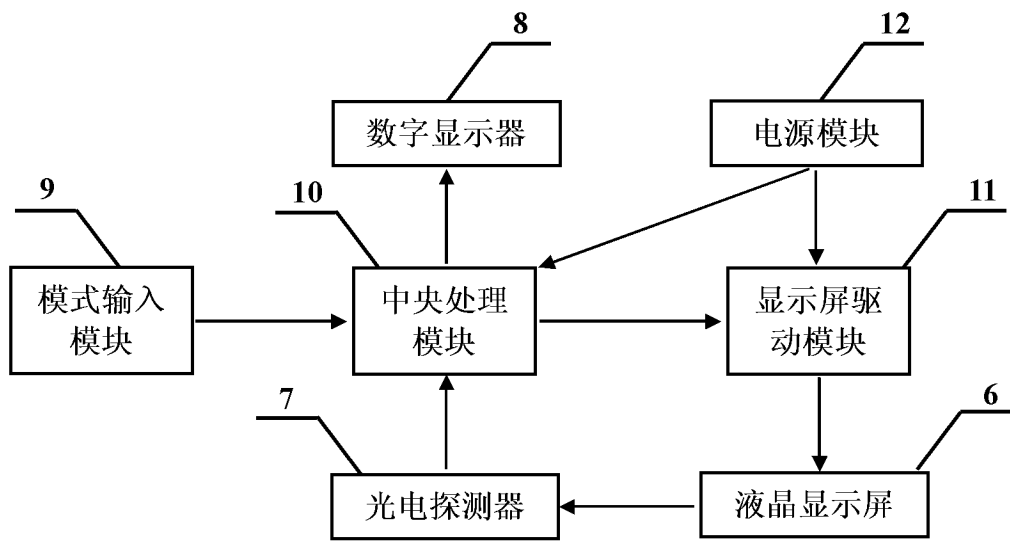 8
12
数字显示器
电源模块
9
10
11
模式输入
模块
中央处理
模块
显示屏驱
动模块
7
6
光电探测器
液晶显示屏